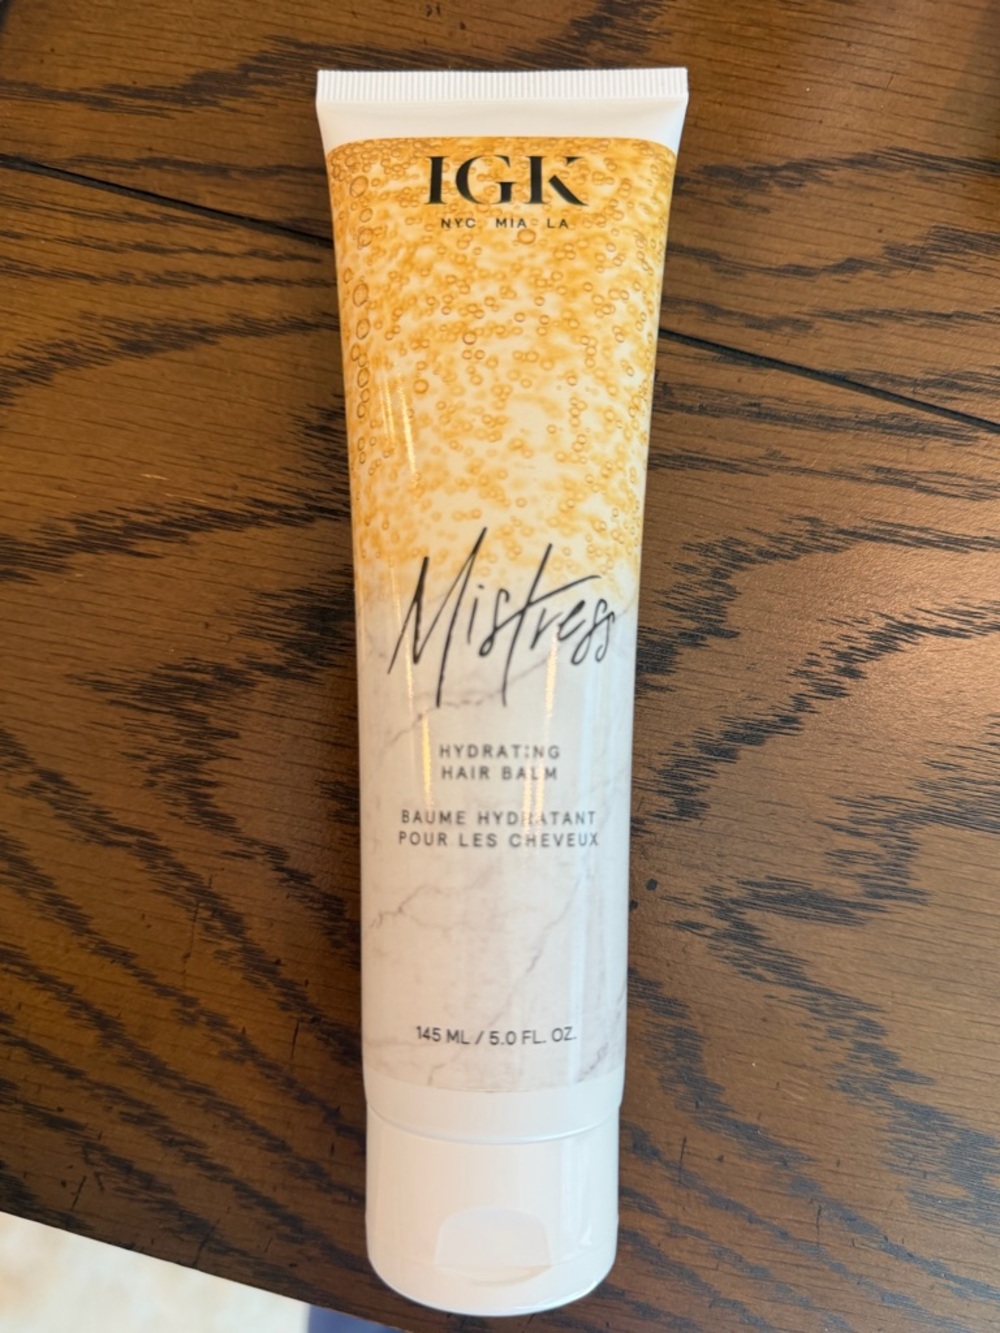 IGK
NYC MIA LA
Mistress
HYDRATING
HAIR BALM
BAUME HYDRATANT
POUR LES CHEVEUX
145 ML / 5.0 FL. OZ.